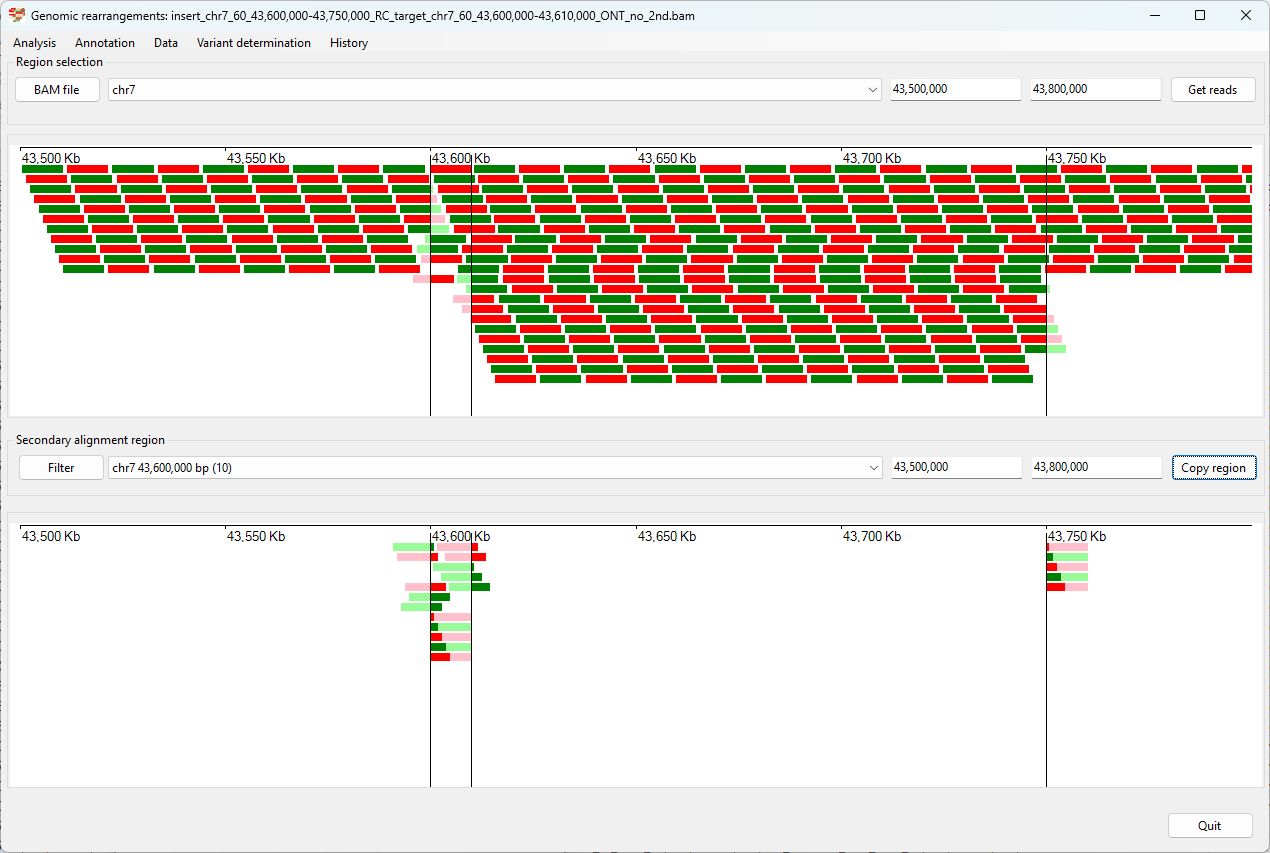 Genomic rearrangements: insert_chr7_60_43,600,000-43,750,000_RC_target_chr7_60_43,600,000-43,610,000_ONT_no_2nd.bam
Analysis Annotation Data Variant determination History
Region selection
BAM file chr7 43,500,000 43,800,000 Get reads
43,500 Kb 43,550 Kb 43,600 Kb 43,650 Kb 43,700 Kb 43,750 Kb
Secondary alignment region
Filter chr7 43,600,000 bp (10) 43,500,000 43,800,000 Copy region
43,500 Kb 43,550 Kb 43,600 Kb 43,650 Kb 43,700 Kb 43,750 Kb
Quit